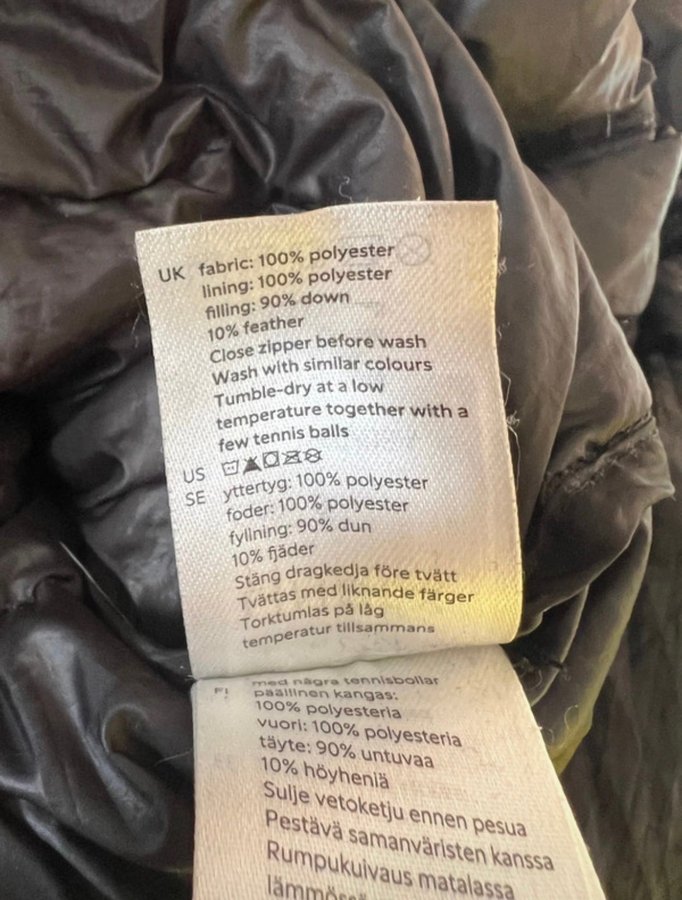 UK fabric: 100% polyester
lining: 100% polyester
filling: 90% down
10% feather
Close zipper before wash
Wash with similar colours
Tumble-dry at a low
temperature together with a
few tennis balls
US
SE yttertyg: 100% polyester
foder: 100% polyester
fyllning: 90% dun
10% fjäder
Stäng dragkedja före tvätt
Tvättas med liknande färger
Torktumlas på låg
temperatur tillsammans
med några tennisbollar
FI päällinen kangas:
100% polyesteria
vuori: 100% polyesteria
täyte: 90% untuvaa
10% höyheniä
Sulje vetoketju ennen pesua
Pestävä samanväristen kanssa
Rumpukuivaus matalassa